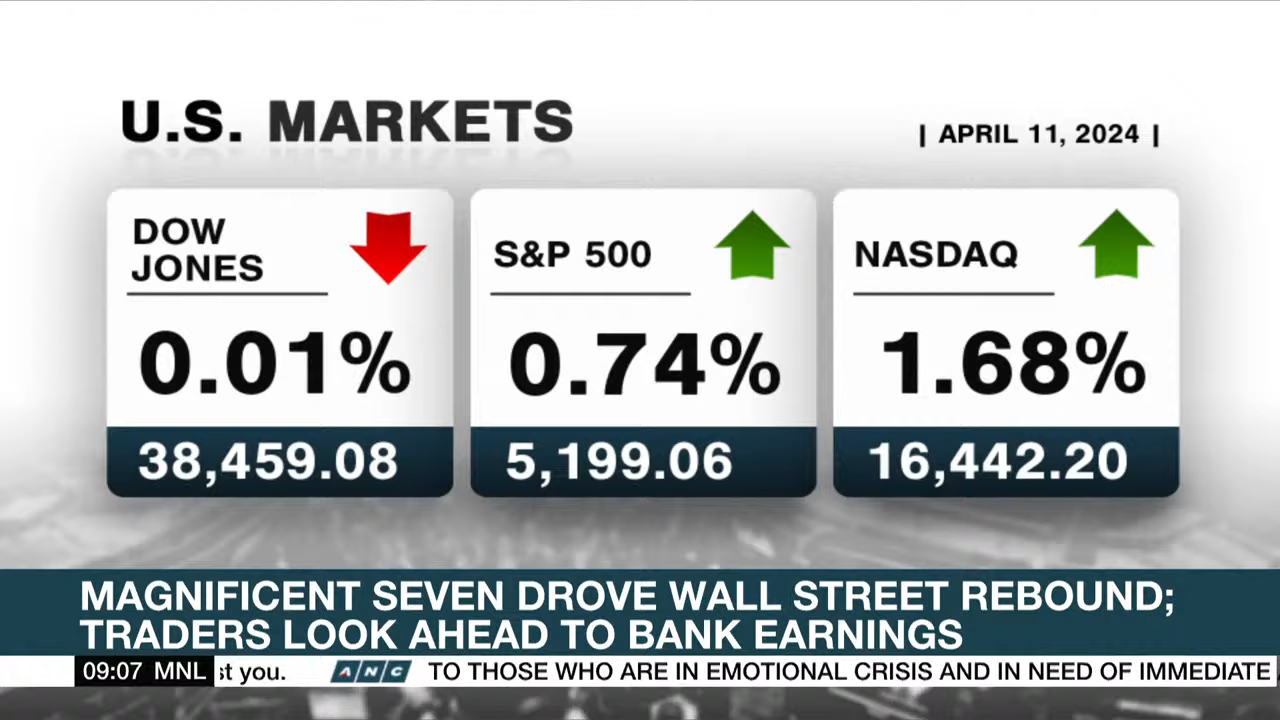 U.S. MARKETS
| APRIL 11, 2024 |
DOW
JONES
0.01%
38,459.08
S&P 500
0.74%
5,199.06
NASDAQ
1.68%
16,442.20
MAGNIFICENT SEVEN DROVE WALL STREET REBOUND;
TRADERS LOOK AHEAD TO BANK EARNINGS
09:07 MNL st you. ANC TO THOSE WHO ARE IN EMOTIONAL CRISIS AND IN NEED OF IMMEDIATE